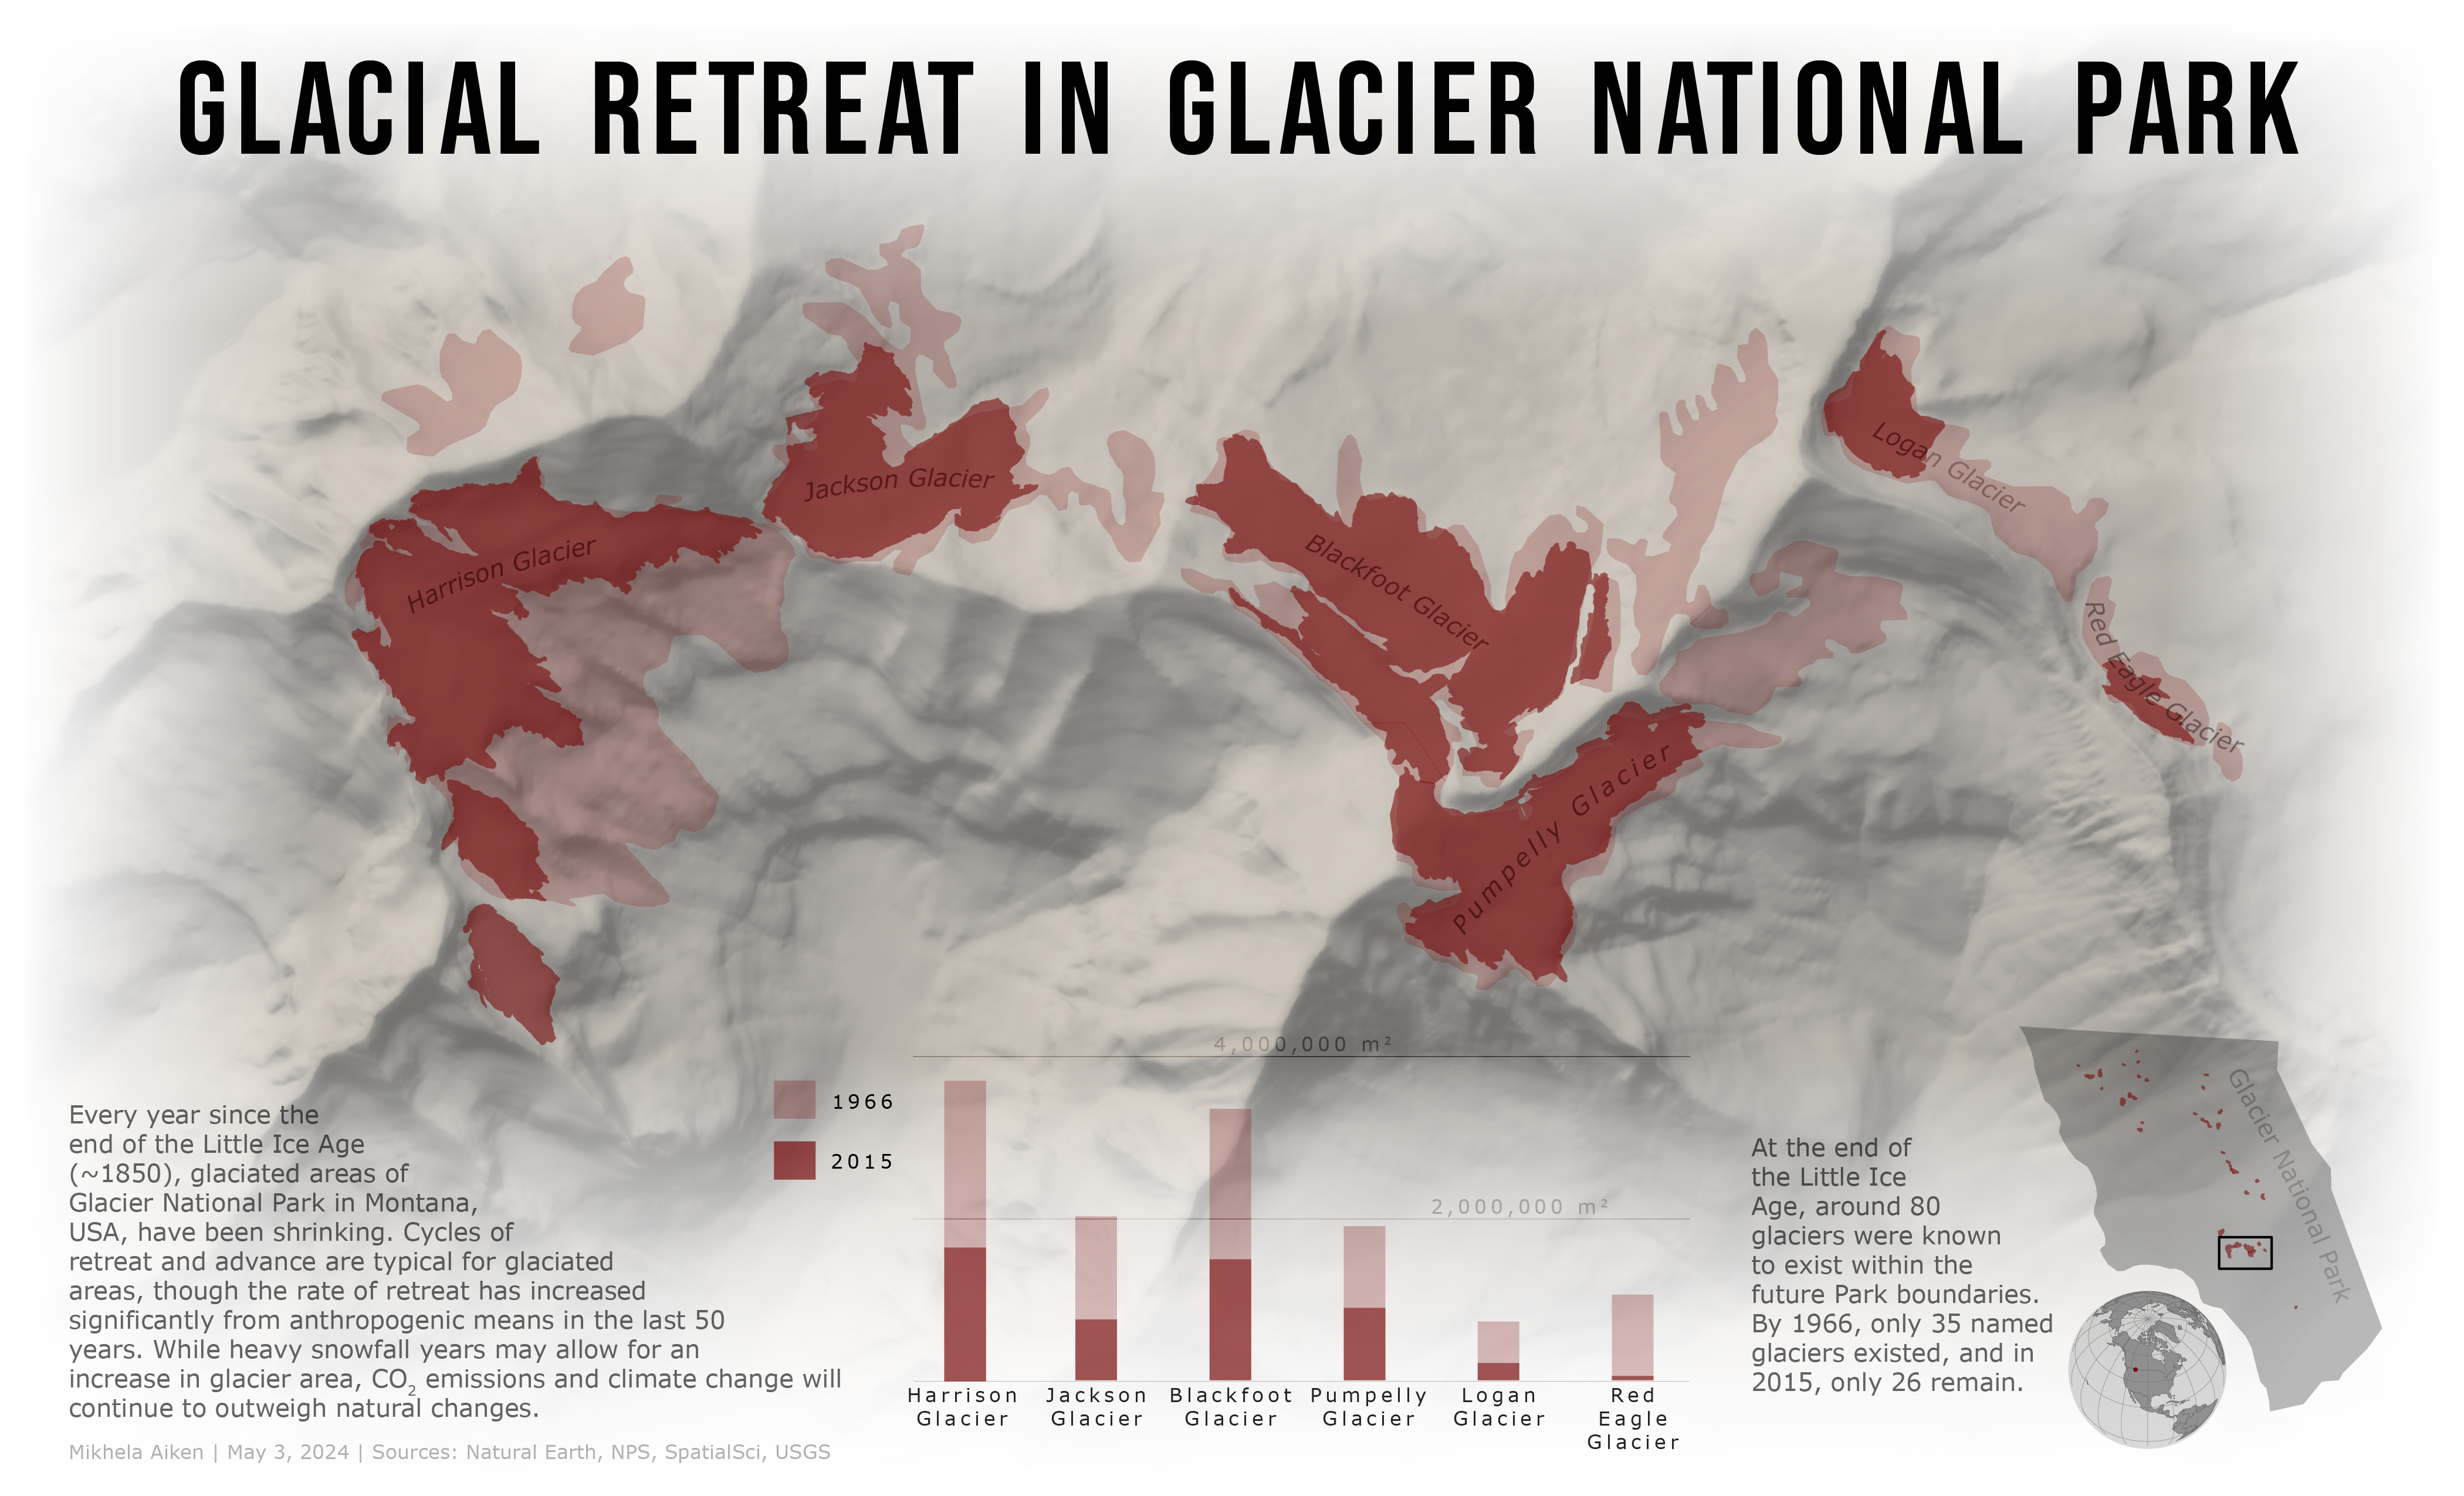 GLACIAL RETREAT IN GLACIER NATIONAL PARK
Harrison Glacier
Jackson Glacier
Blackfoot Glacier
Pumpelly Glacier
Logan Glacier
Red Eagle Glacier
Every year since the
end of the Little Ice Age
(~1850), glaciated areas of
Glacier National Park in Montana,
USA, have been shrinking. Cycles of
retreat and advance are typical for glaciated
areas, though the rate of retreat has increased
significantly from anthropogenic means in the last 50
years. While heavy snowfall years may allow for an
increase in glacier area, CO₂ emissions and climate change will
continue to outweigh natural changes.
Mikhela Aiken | May 3, 2024 | Sources: Natural Earth, NPS, SpatialSci, USGS
1966
2015
4,000,000 m²
2,000,000 m²
Harrison
Glacier
Jackson
Glacier
Blackfoot
Glacier
Pumpelly
Glacier
Logan
Glacier
Red
Eagle
Glacier
At the end of
the Little Ice
Age, around 80
glaciers were known
to exist within the
future Park boundaries.
By 1966, only 35 named
glaciers existed, and in
2015, only 26 remain.
Glacier National Park